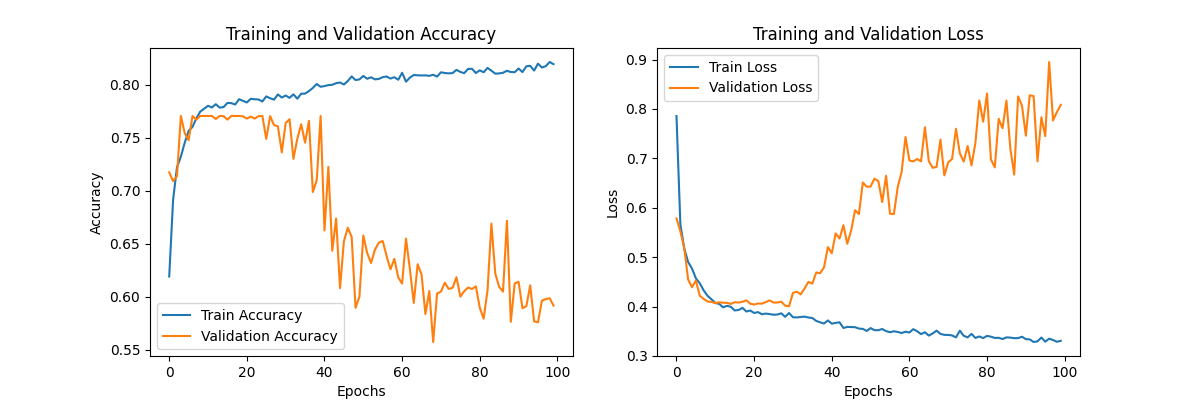 Training and Validation Accuracy
Accuracy
0.80
0.75
0.70
0.65
0.60
0.55
Train Accuracy
Validation Accuracy
0 20 40 60 80 100
Epochs
Training and Validation Loss
Loss
0.9
0.8
0.7
0.6
0.5
0.4
0.3
Train Loss
Validation Loss
0 20 40 60 80 100
Epochs